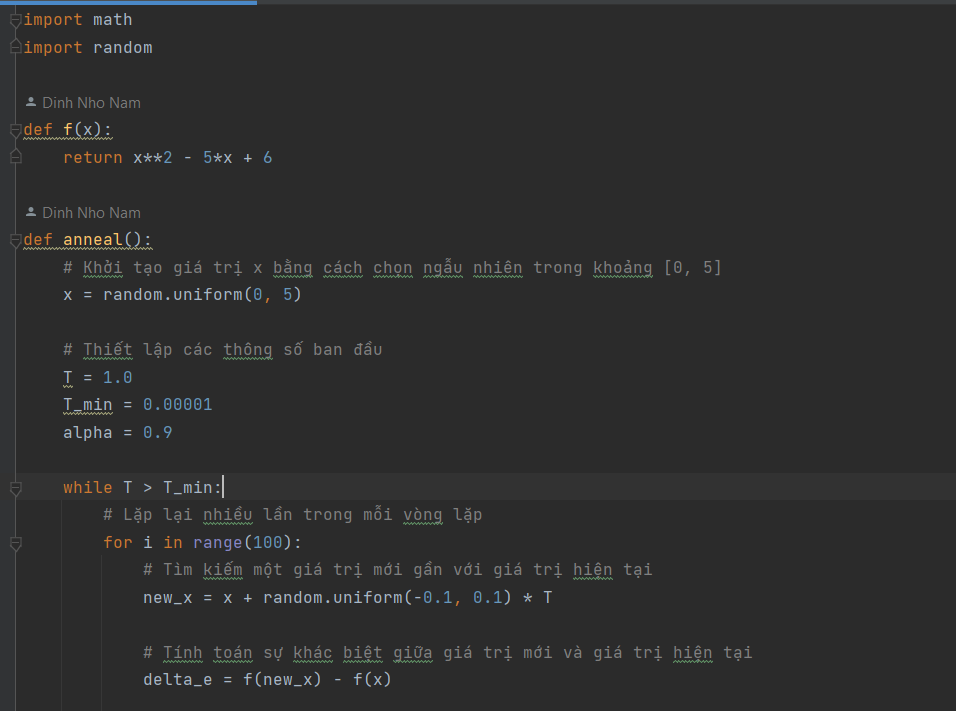 import math
import random
Dinh Nho Nam
def f(x):
    return x**2 - 5*x + 6
Dinh Nho Nam
def anneal():
    # Khởi tạo giá trị x bằng cách chọn ngẫu nhiên trong khoảng [0, 5]
    x = random.uniform(0, 5)
    # Thiết lập các thông số ban đầu
    T = 1.0
    T_min = 0.00001
    alpha = 0.9
    while T > T_min:
        # Lặp lại nhiều lần trong mỗi vòng lặp
        for i in range(100):
            # Tìm kiếm một giá trị mới gần với giá trị hiện tại
            new_x = x + random.uniform(-0.1, 0.1) * T
            # Tính toán sự khác biệt giữa giá trị mới và giá trị hiện tại
            delta_e = f(new_x) - f(x)